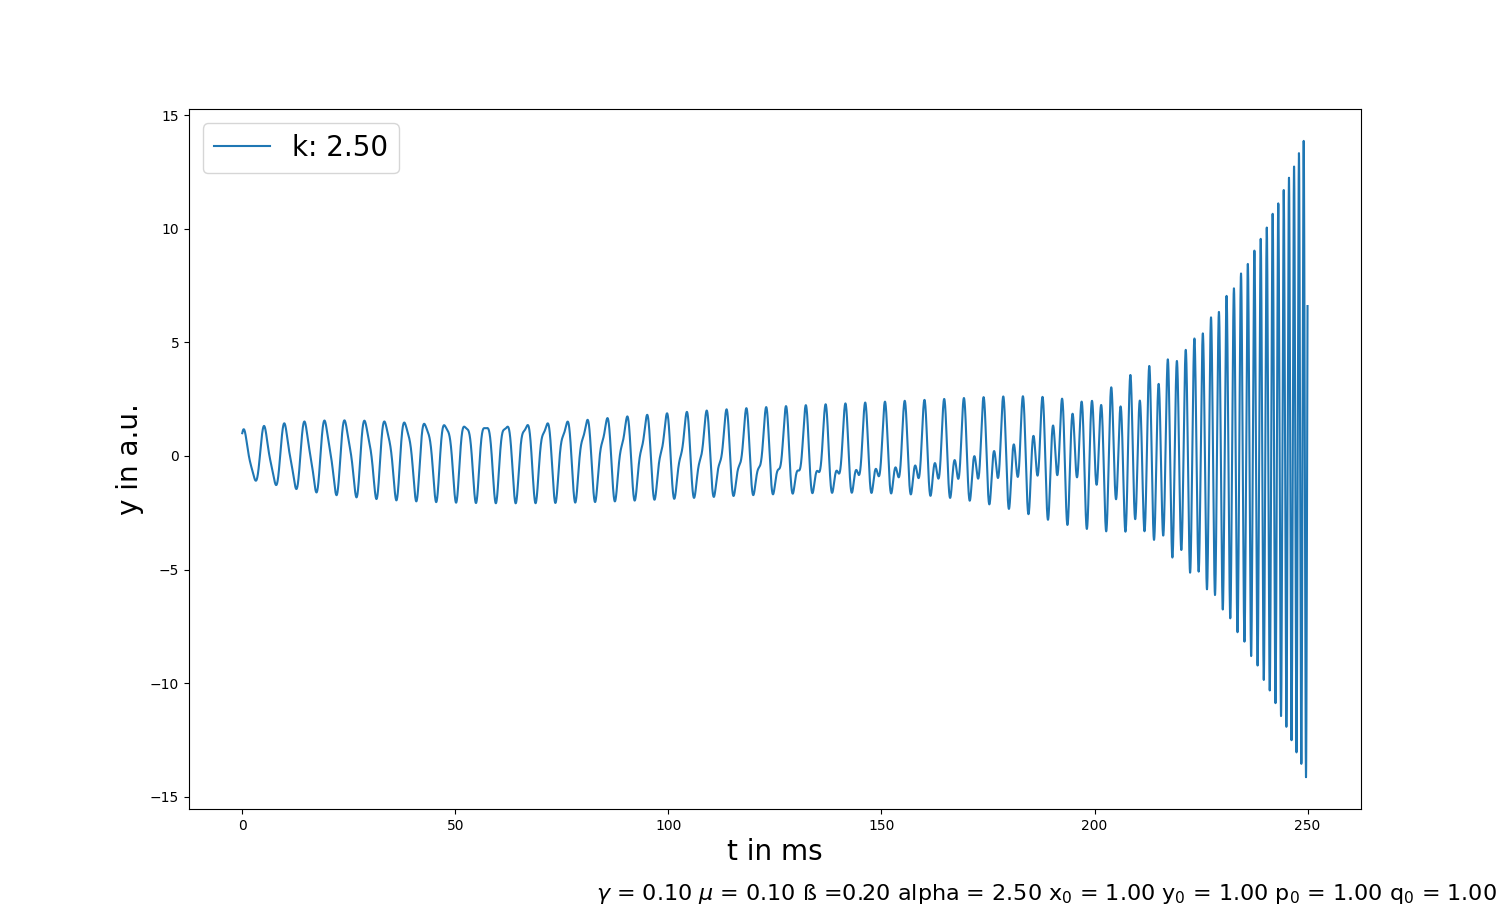 k: 2.50
15
10
5
0
−5
−10
−15
y in a.u.
0 50 100 150 200 250
t in ms
γ = 0.10 μ = 0.10 ß =0.20 alpha = 2.50 x₀ = 1.00 y₀ = 1.00 p₀ = 1.00 q₀ = 1.00